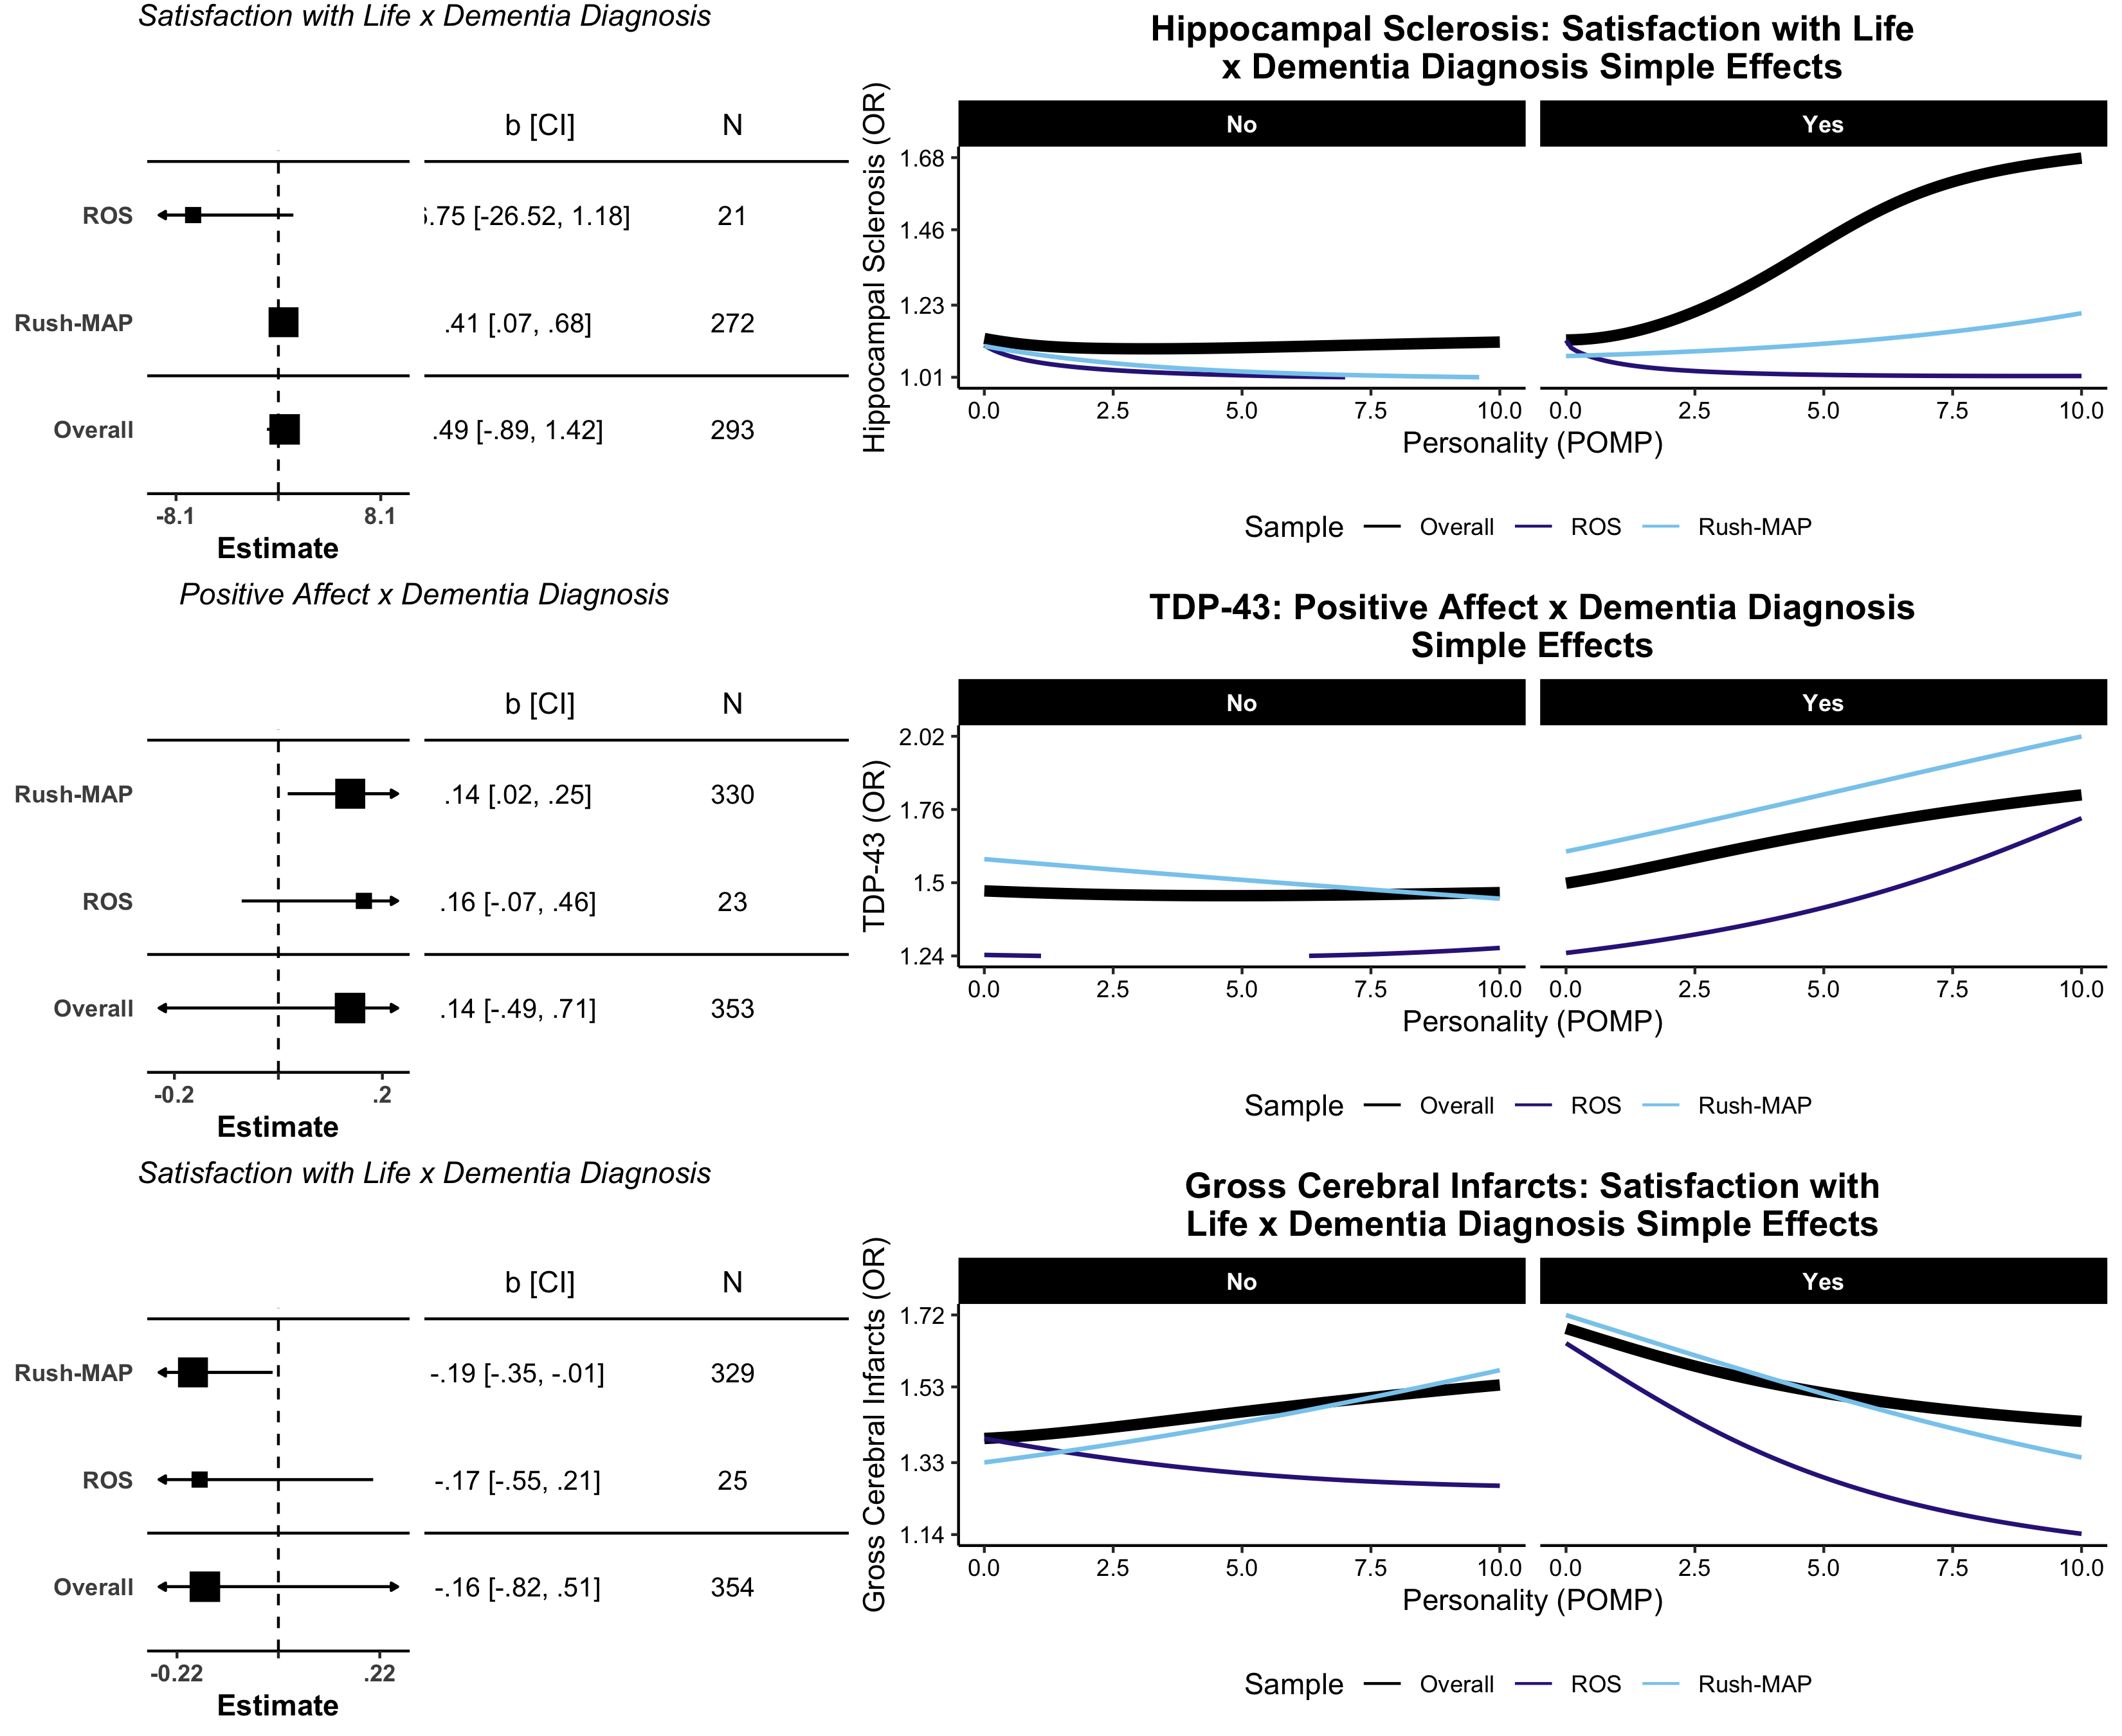 Satisfaction with Life x Dementia Diagnosis
b [CI] N
ROS .75 [-26.52, 1.18] 21
Rush-MAP .41 [.07, .68] 272
Overall .49 [-.89, 1.42] 293
-8.1 8.1
Estimate
Hippocampal Sclerosis: Satisfaction with Life
x Dementia Diagnosis Simple Effects
No Yes
Hippocampal Sclerosis (OR)
1.68
1.46
1.23
1.01
0.0 2.5 5.0 7.5 10.0 0.0 2.5 5.0 7.5 10.0
Personality (POMP)
Sample Overall ROS Rush-MAP
Positive Affect x Dementia Diagnosis
b [CI] N
Rush-MAP .14 [.02, .25] 330
ROS .16 [-.07, .46] 23
Overall .14 [-.49, .71] 353
-0.2 .2
Estimate
TDP-43: Positive Affect x Dementia Diagnosis
Simple Effects
No Yes
TDP-43 (OR)
2.02
1.76
1.5
1.24
0.0 2.5 5.0 7.5 10.0 0.0 2.5 5.0 7.5 10.0
Personality (POMP)
Sample Overall ROS Rush-MAP
Satisfaction with Life x Dementia Diagnosis
b [CI] N
Rush-MAP -.19 [-.35, -.01] 329
ROS -.17 [-.55, .21] 25
Overall -.16 [-.82, .51] 354
-0.22 .22
Estimate
Gross Cerebral Infarcts: Satisfaction with
Life x Dementia Diagnosis Simple Effects
No Yes
Gross Cerebral Infarcts (OR)
1.72
1.53
1.33
1.14
0.0 2.5 5.0 7.5 10.0 0.0 2.5 5.0 7.5 10.0
Personality (POMP)
Sample Overall ROS Rush-MAP